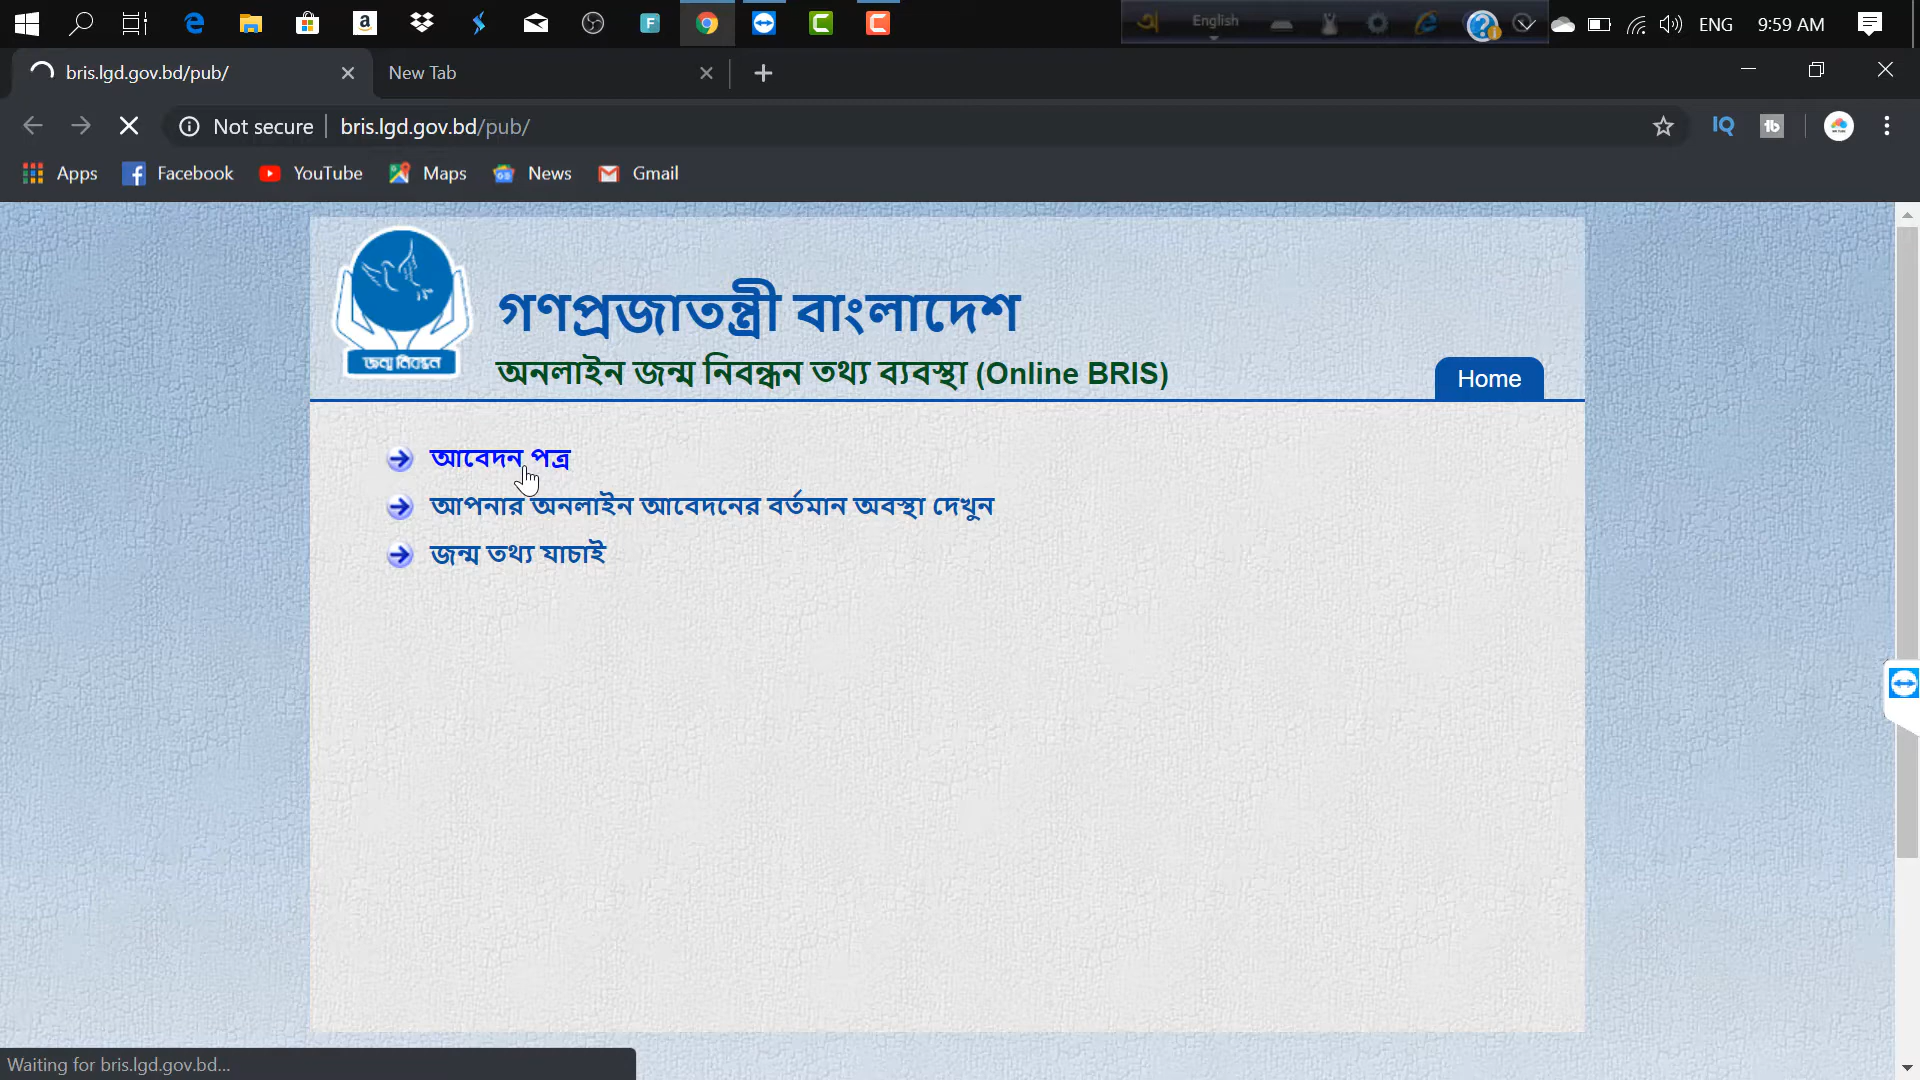 English
ENG
9:59 AM
bris.lgd.gov.bd/pub/
New Tab
Not secure
bris.lgd.gov.bd/pub/
Apps
Facebook
YouTube
Maps
News
Gmail
জন্ম নিবন্ধন
গণপ্রজাতন্ত্রী বাংলাদেশ
অনলাইন জন্ম নিবন্ধন তথ্য ব্যবস্থা (Online BRIS)
Home
আবেদন পত্র
আপনার অনলাইন আবেদনের বর্তমান অবস্থা দেখুন
জন্ম তথ্য যাচাই
Waiting for bris.lgd.gov.bd...